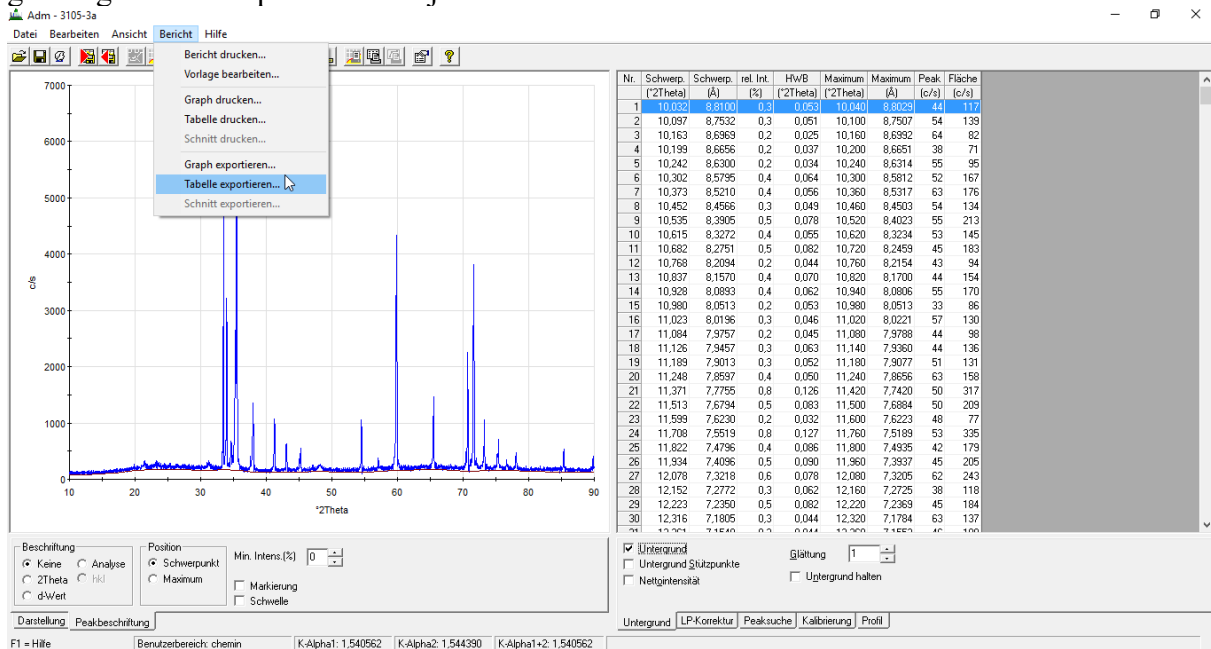 Adm - 3105-3a
Datei Bearbeiten Ansicht Bericht Hilfe
Bericht drucken...
Vorlage bearbeiten...
Graph drucken...
Tabelle drucken...
Schnitt drucken...
Graph exportieren...
Tabelle exportieren...
Schnitt exportieren...
7000
6000
5000
4000
3000
2000
1000
0
c/s
10 20 30 40 50 60 70 80 90
°2Theta
Nr. Schwerp. Schwerp. rel. Int. HWB Maximum Maximum Peak Fläche
(°2Theta) (Å) (%) (°2Theta) (°2Theta) (Å) (c/s) (c/s)
1 10,032 8,8100 0,3 0,053 10,040 8,8029 44 117
2 10,097 8,7532 0,3 0,051 10,100 8,7507 54 139
3 10,163 8,6969 0,2 0,025 10,160 8,6992 64 82
4 10,199 8,6656 0,2 0,037 10,200 8,6651 38 71
5 10,242 8,6300 0,2 0,034 10,240 8,6314 55 95
6 10,302 8,5795 0,4 0,064 10,300 8,5812 52 167
7 10,373 8,5210 0,4 0,056 10,360 8,5317 63 176
8 10,452 8,4566 0,3 0,049 10,460 8,4503 54 134
9 10,535 8,3905 0,5 0,078 10,520 8,4023 55 213
10 10,615 8,3272 0,4 0,055 10,620 8,3234 53 145
11 10,682 8,2751 0,5 0,082 10,720 8,2459 45 183
12 10,768 8,2094 0,2 0,044 10,760 8,2154 43 94
13 10,837 8,1570 0,4 0,070 10,820 8,1700 44 154
14 10,928 8,0893 0,4 0,062 10,940 8,0806 55 170
15 10,980 8,0513 0,2 0,053 10,980 8,0513 33 86
16 11,023 8,0196 0,3 0,046 11,020 8,0221 57 130
17 11,084 7,9757 0,2 0,045 11,080 7,9788 44 98
18 11,126 7,9457 0,3 0,063 11,140 7,9360 44 136
19 11,189 7,9013 0,3 0,052 11,180 7,9077 51 131
20 11,248 7,8597 0,4 0,050 11,240 7,8656 63 158
21 11,371 7,7755 0,8 0,126 11,420 7,7420 50 317
22 11,513 7,6794 0,5 0,083 11,500 7,6884 50 209
23 11,599 7,6230 0,2 0,032 11,600 7,6223 48 77
24 11,708 7,5519 0,8 0,127 11,760 7,5189 53 335
25 11,822 7,4796 0,4 0,086 11,800 7,4935 42 179
26 11,934 7,4096 0,5 0,090 11,960 7,3937 45 205
27 12,078 7,3218 0,6 0,078 12,080 7,3205 62 243
28 12,152 7,2772 0,3 0,062 12,160 7,2725 38 118
29 12,223 7,2350 0,5 0,082 12,220 7,2369 45 184
30 12,316 7,1805 0,3 0,044 12,320 7,1784 63 137
Beschriftung
Keine Analyse
2Theta hkl
d-Wert
Position
Schwerpunkt
Maximum
Min. Intens.(%) 0
Markierung
Schwelle
Untergrund
Untergrund Stützpunkte
Nettointensität
Glättung 1
Untergrund halten
Darstellung Peakbeschriftung
Untergrund LP-Korrektur Peaksuche Kalibrierung Profil
F1 = Hilfe Benutzerbereich: chemin K-Alpha1: 1,540562 K-Alpha2: 1,544390 K-Alpha1+2: 1,540562